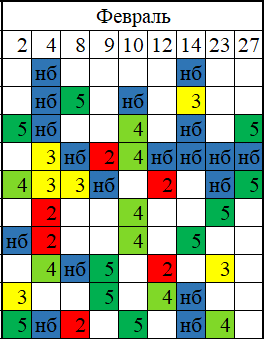 Февраль
2 4 8 9 10 12 14 23 27
нб нб
нб 5 нб 3
5 нб 4 нб 5
3 нб 2 4 нб нб нб нб
4 3 3 нб 2 нб 5
2 4 5
нб 2 4 5
4 нб 5 2 3
3 5 4 нб
5 нб 2 5 нб 4